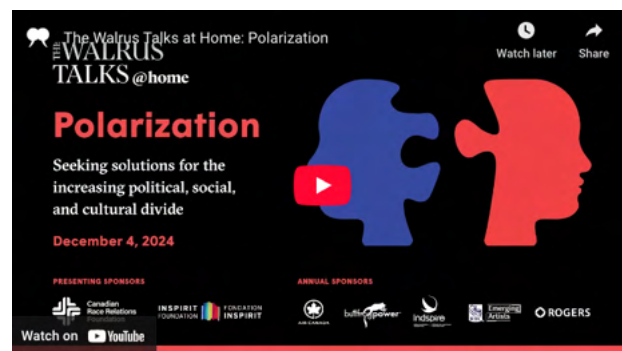 The Walrus Talks at Home: Polarization
Watch later
Share
THE WALRUS
TALKS @home
Polarization
Seeking solutions for the
increasing political, social,
and cultural divide
December 4, 2024
PRESENTING SPONSORS
ANNUAL SPONSORS
Canadian
Race Relations
Foundation
INSPIRIT
FOUNDATION
FONDATION
INSPIRIT
AIR CANADA
bullfrogpower
Indspire
RBC
Emerging
Artists
ROGERS
Watch on YouTube